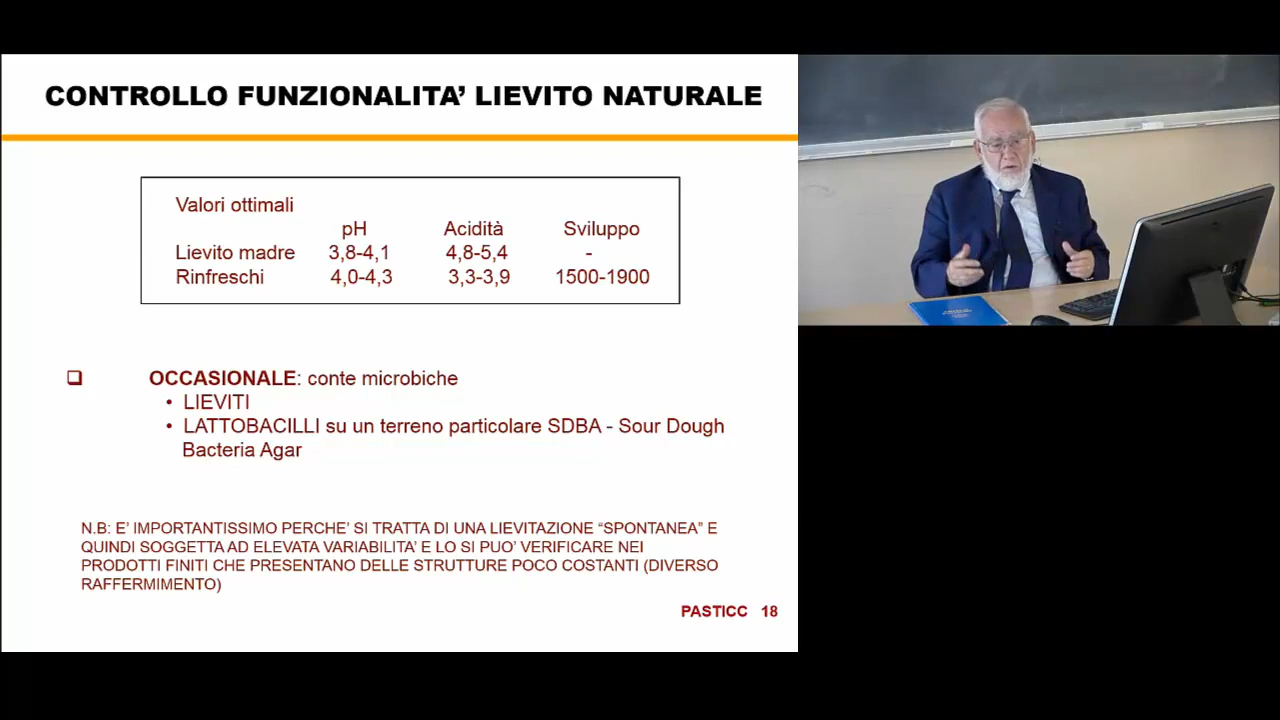 CONTROLLO FUNZIONALITA' LIEVITO NATURALE
Valori ottimali
pH Acidità Sviluppo
Lievito madre 3,8-4,1 4,8-5,4 -
Rinfreschi 4,0-4,3 3,3-3,9 1500-1900
❑ OCCASIONALE: conte microbiche
• LIEVITI
• LATTOBACILLI su un terreno particolare SDBA - Sour Dough
Bacteria Agar
N.B: E' IMPORTANTISSIMO PERCHE' SI TRATTA DI UNA LIEVITAZIONE “SPONTANEA” E
QUINDI SOGGETTA AD ELEVATA VARIABILITA' E LO SI PUO' VERIFICARE NEI
PRODOTTI FINITI CHE PRESENTANO DELLE STRUTTURE POCO COSTANTI (DIVERSO
RAFFERMIMENTO)
PASTICC 18